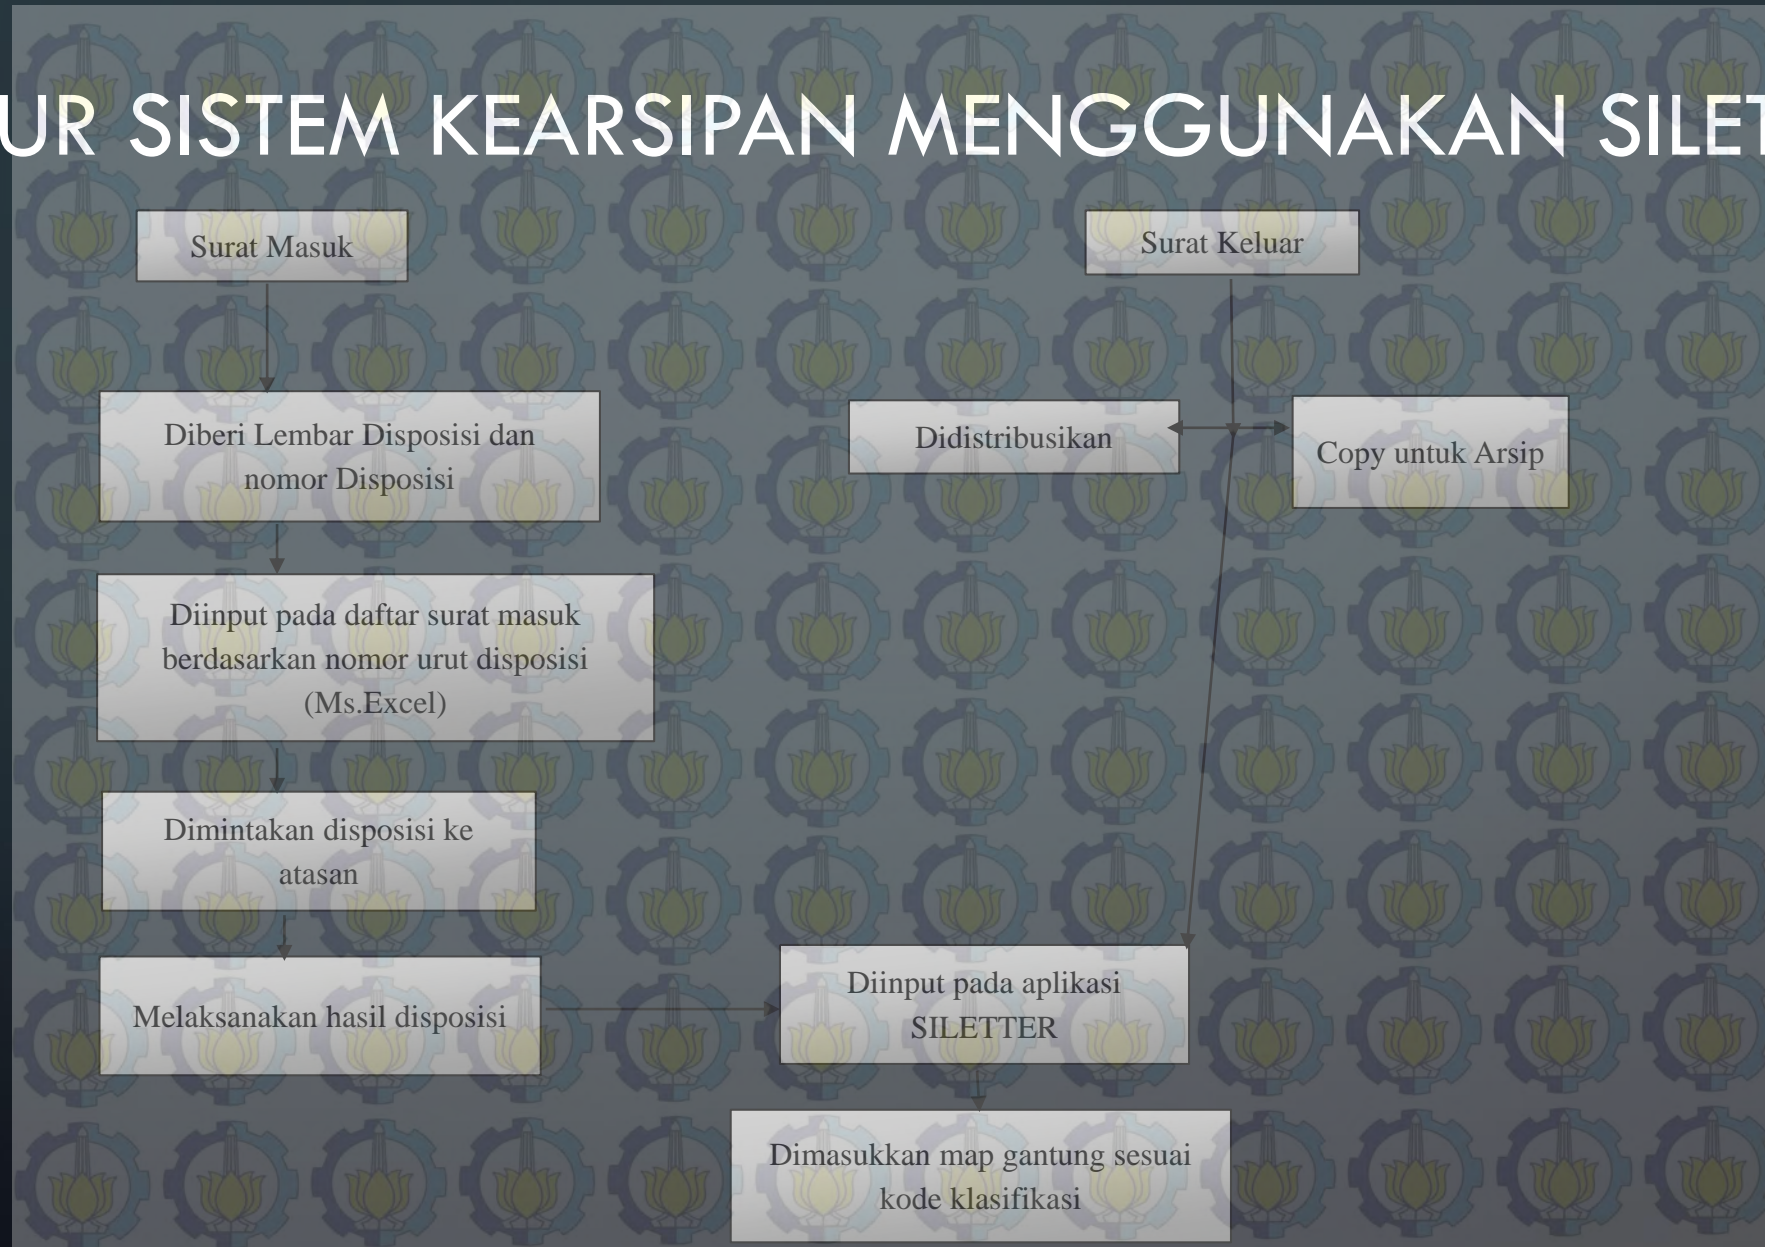 UR SISTEM KEARSIPAN MENGGUNAKAN SILET
Surat Masuk
Diberi Lembar Disposisi dan
nomor Disposisi
Diinput pada daftar surat masuk
berdasarkan nomor urut disposisi
(Ms.Excel)
Dimintakan disposisi ke
atasan
Melaksanakan hasil disposisi
Surat Keluar
Didistribusikan
Copy untuk Arsip
Diinput pada aplikasi
SILETTER
Dimasukkan map gantung sesuai
kode klasifikasi